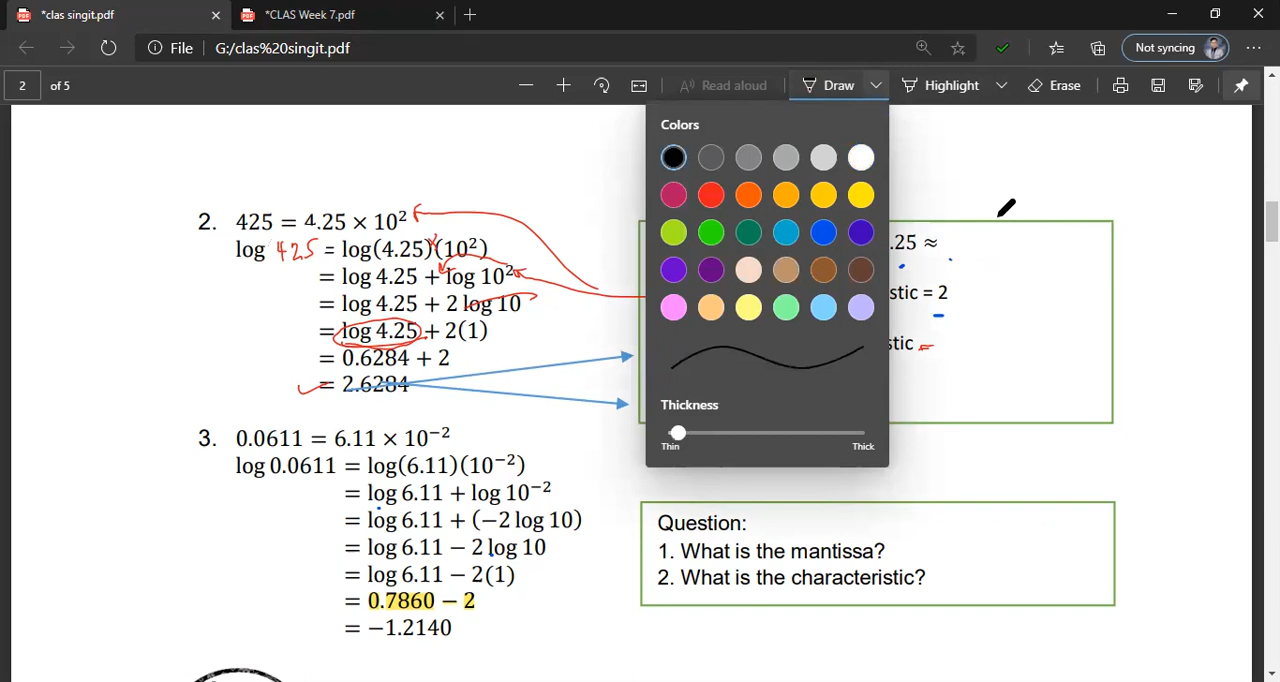 *clas singit.pdf
*CLAS Week 7.pdf
File
G:/clas%20singit.pdf
Not syncing
2 of 5
Read aloud
Draw
Highlight
Erase
Colors
Thickness
Thin
Thick
2. 425 = 4.25 × 10²
log 425 = log(4.25)(10²)
= log 4.25 + log 10²
= log 4.25 + 2 log 10
= log 4.25 + 2(1)
= 0.6284 + 2
= 2.6284
.25 ≈
stic = 2
stic =
3. 0.0611 = 6.11 × 10⁻²
log 0.0611 = log(6.11)(10⁻²)
= log 6.11 + log 10⁻²
= log 6.11 + (−2 log 10)
= log 6.11 − 2 log 10
= log 6.11 − 2(1)
= 0.7860 − 2
= −1.2140
Question:
1. What is the mantissa?
2. What is the characteristic?